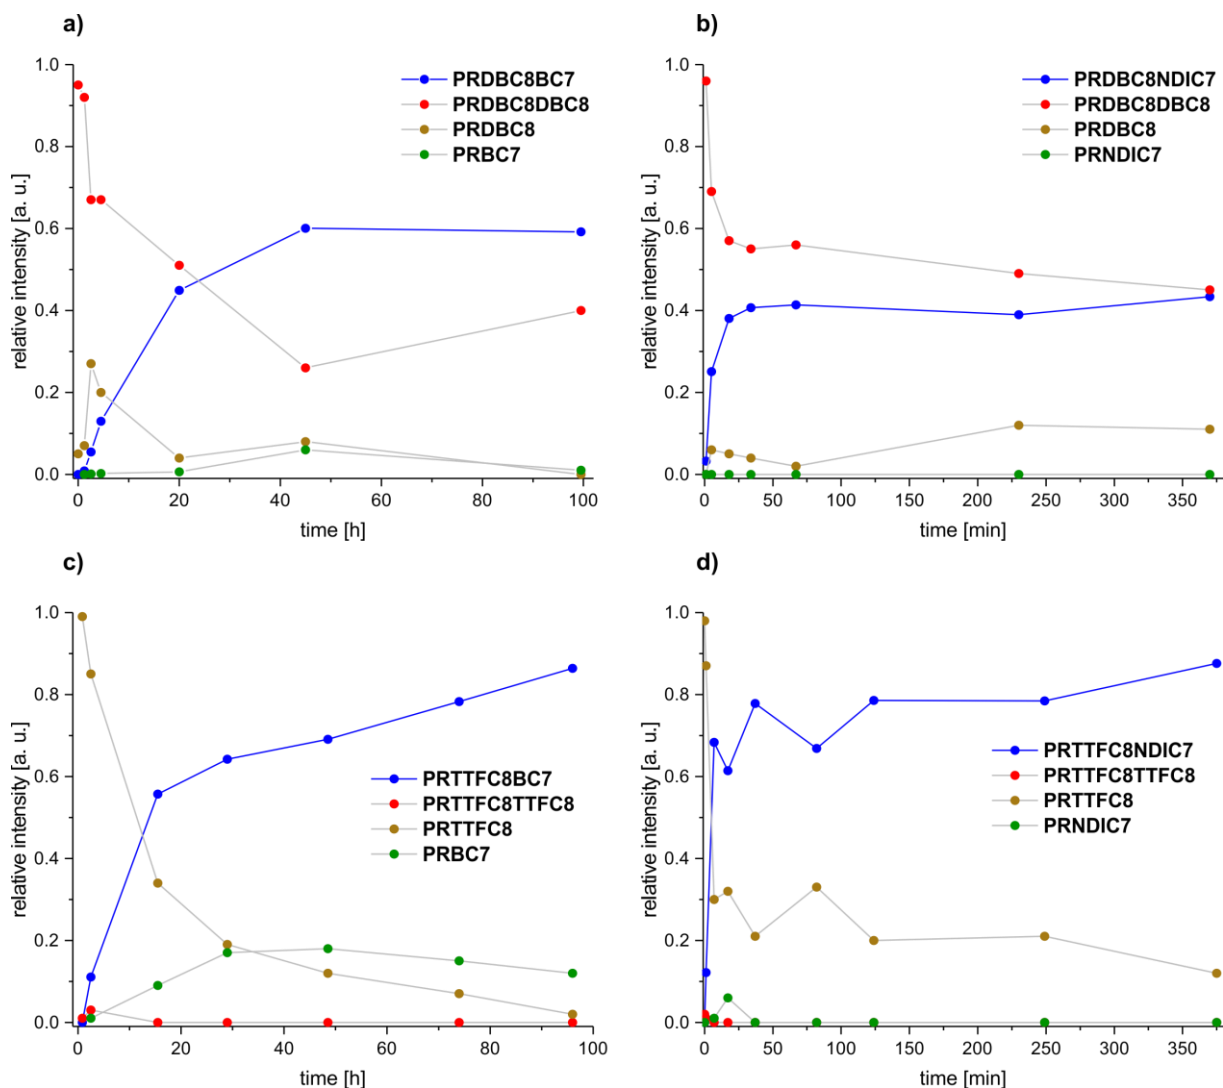 a)
1.0
0.8
0.6
0.4
0.2
0.0
relative intensity [a. u.]
PRDBC8BC7
PRDBC8DBC8
PRDBC8
PRBC7
0
20
40
60
80
100
time [h]
b)
1.0
0.8
0.6
0.4
0.2
0.0
relative intensity [a. u.]
PRDBC8NDIC7
PRDBC8DBC8
PRDBC8
PRNDIC7
0
50
100
150
200
250
300
350
time [min]
c)
1.0
0.8
0.6
0.4
0.2
0.0
relative intensity [a. u.]
PRTTFC8BC7
PRTTFC8TTFC8
PRTTFC8
PRBC7
0
20
40
60
80
100
time [h]
d)
1.0
0.8
0.6
0.4
0.2
0.0
relative intensity [a. u.]
PRTTFC8NDIC7
PRTTFC8TTFC8
PRTTFC8
PRNDIC7
0
50
100
150
200
250
300
350
time [min]